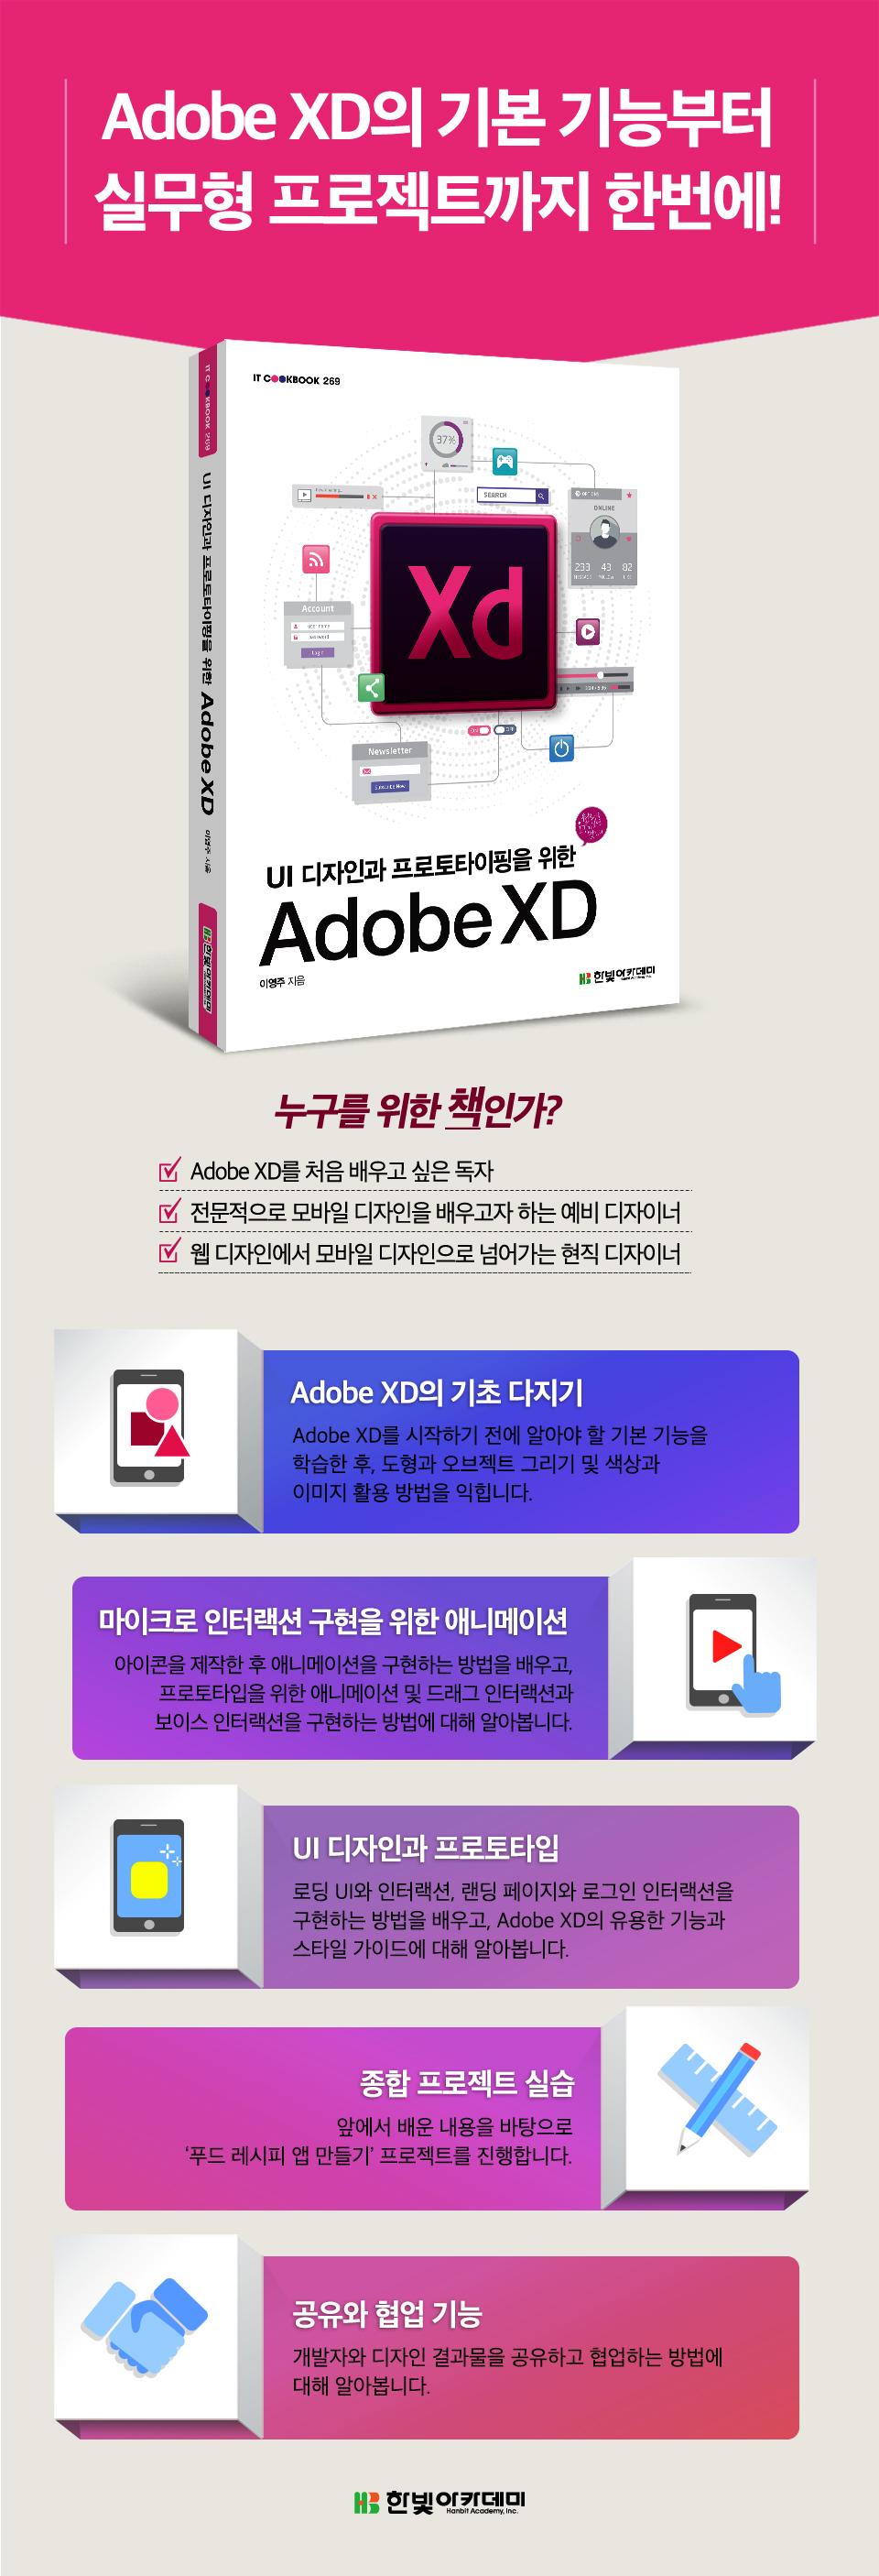 Adobe XD의 기본 기능부터
실무형 프로젝트까지 한번에!
IT COOKBOOK 269
IT COOKBOOK 269
UI 디자인과 프로토타이핑을 위한 Adobe XD
이영주 지음
한빛아카데미
37%
SEARCH
ONLINE
233 43 82
Account
Login
Xd
Newsletter
Subscribe Now
UI 디자인과 프로토타이핑을 위한
Adobe XD
이영주 지음
한빛아카데미
누구를 위한 책인가?
Adobe XD를 처음 배우고 싶은 독자
전문적으로 모바일 디자인을 배우고자 하는 예비 디자이너
웹 디자인에서 모바일 디자인으로 넘어가는 현직 디자이너
Adobe XD의 기초 다지기
Adobe XD를 시작하기 전에 알아야 할 기본 기능을
학습한 후, 도형과 오브젝트 그리기 및 색상과
이미지 활용 방법을 익힙니다.
마이크로 인터랙션 구현을 위한 애니메이션
아이콘을 제작한 후 애니메이션을 구현하는 방법을 배우고,
프로토타입을 위한 애니메이션 및 드래그 인터랙션과
보이스 인터랙션을 구현하는 방법에 대해 알아봅니다.
UI 디자인과 프로토타입
로딩 UI와 인터랙션, 랜딩 페이지와 로그인 인터랙션을
구현하는 방법을 배우고, Adobe XD의 유용한 기능과
스타일 가이드에 대해 알아봅니다.
종합 프로젝트 실습
앞에서 배운 내용을 바탕으로
‘푸드 레시피 앱 만들기’ 프로젝트를 진행합니다.
공유와 협업 기능
개발자와 디자인 결과물을 공유하고 협업하는 방법에
대해 알아봅니다.
한빛아카데미
Hanbit Academy, Inc.